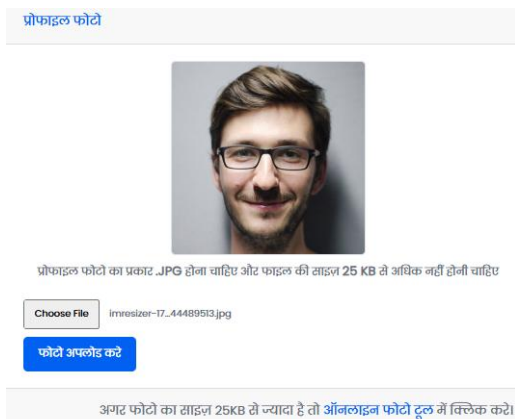 प्रोफाइल फोटो
प्रोफाइल फोटो का प्रकार .JPG होना चाहिए और फाइल की साइज़ 25 KB से अधिक नहीं होनी चाहिए
Choose File imresizer-17...44489513.jpg
फोटो अपलोड करे
अगर फोटो का साइज़ 25KB से ज्यादा है तो ऑनलाइन फोटो टूल में क्लिक करे।